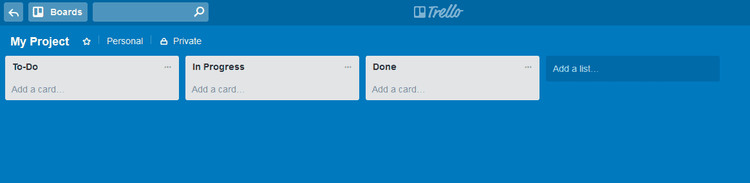 Boards
Trello
My Project Personal Private
To-Do ... In Progress ... Done ... Add a list...
Add a card... Add a card... Add a card...